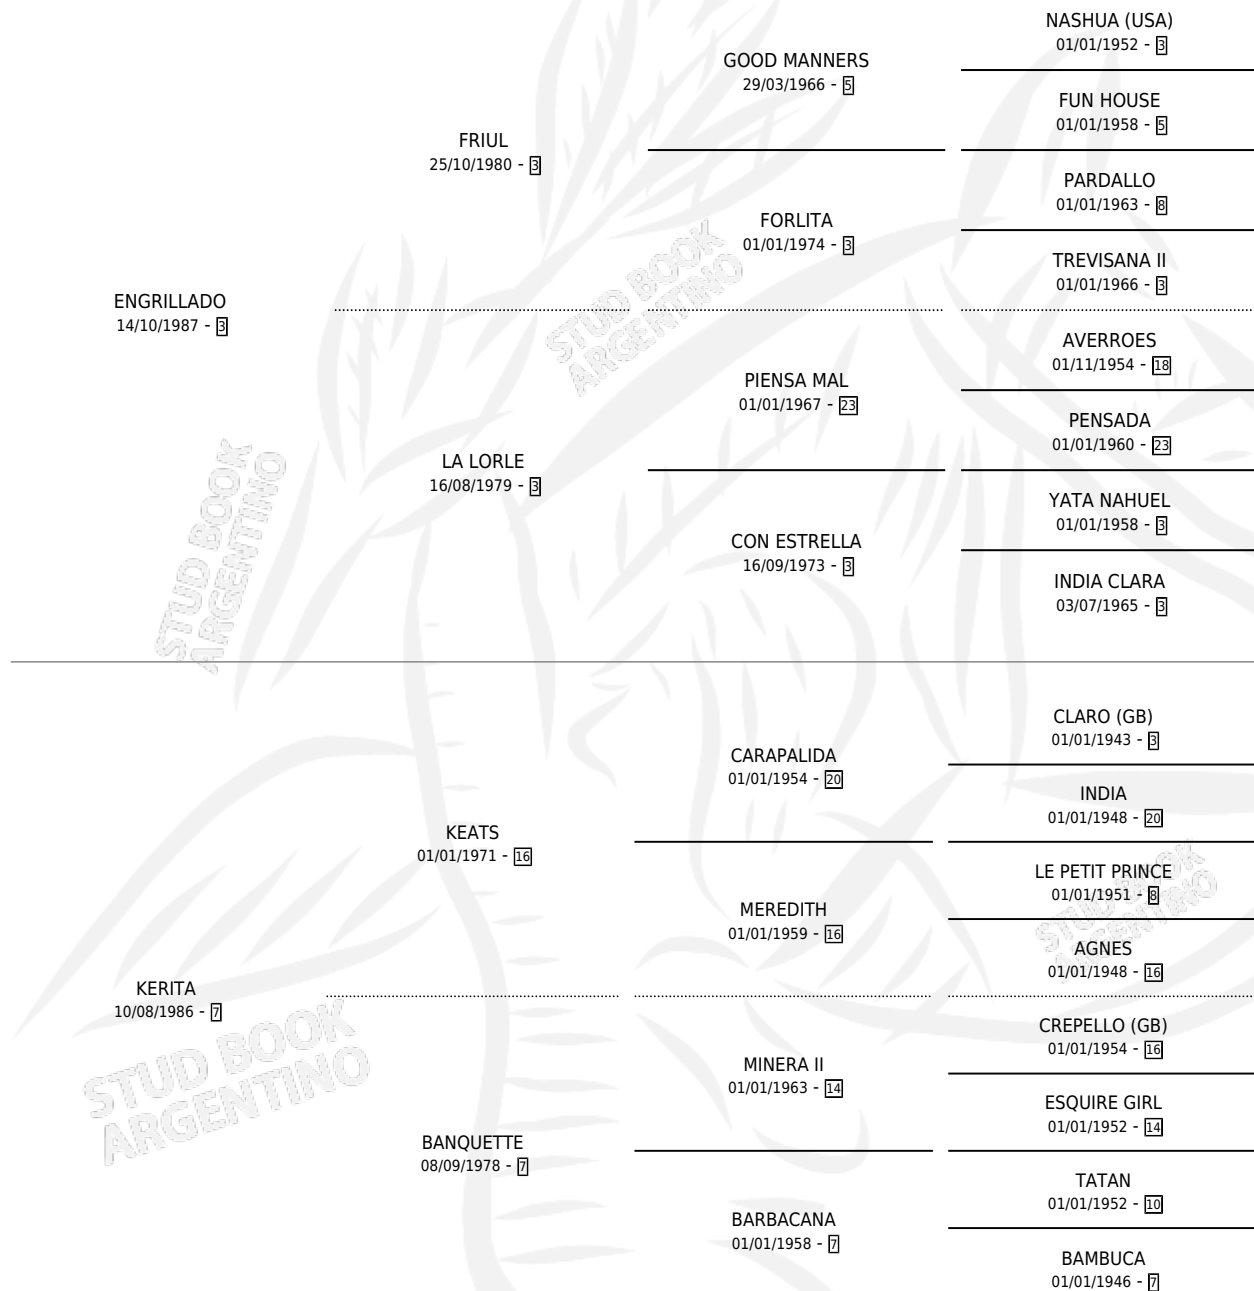 NASHUA (USA)
01/01/1952 - 3
GOOD MANNERS
29/03/1966 - 5
FUN HOUSE
01/01/1958 - 5
FRIUL
25/10/1980 - 3
PARDALLO
01/01/1963 - 8
FORLITA
01/01/1974 - 3
TREVISANA II
01/01/1966 - 3
ENGRILLADO
14/10/1987 - 3
STUD BOOK
ARGENTINO
AVERROES
01/11/1954 - 18
PIENSA MAL
01/01/1967 - 23
PENSADA
01/01/1960 - 23
LA LORLE
16/08/1979 - 3
YATA NAHUEL
01/01/1958 - 3
CON ESTRELLA
16/09/1973 - 3
INDIA CLARA
03/07/1965 - 3
STUD BOOK
ARGENTINO
CLARO (GB)
01/01/1943 - 3
CARAPALIDA
01/01/1954 - 20
INDIA
01/01/1948 - 20
KEATS
01/01/1971 - 16
LE PETIT PRINCE
01/01/1951 - 8
MEREDITH
01/01/1959 - 16
AGNES
01/01/1948 - 16
STUD BOOK
ARGENTINO
KERITA
10/08/1986 - 7
CREPELLO (GB)
01/01/1954 - 16
MINERA II
01/01/1963 - 14
ESQUIRE GIRL
01/01/1952 - 14
STUD BOOK
ARGENTINO
BANQUETTE
08/09/1978 - 7
TATAN
01/01/1952 - 10
BARBACANA
01/01/1958 - 7
BAMBUCA
01/01/1946 - 7